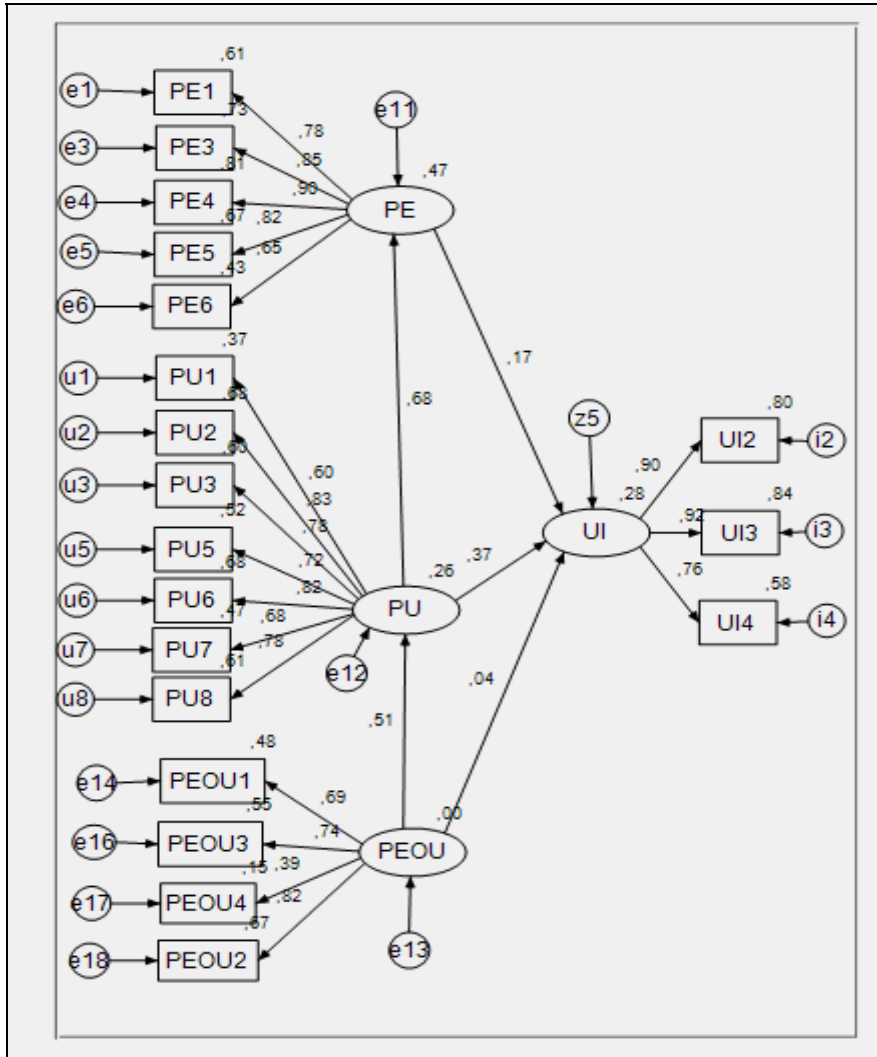 ,61
e1 PE1
,73
e11
,78
e3 PE3
,85
,81
,47
,90
e4 PE4
PE
,67 ,82
e5 PE5
,65
,43
e6 PE6
,37
,17
u1 PU1
,68
,68
z5
,80
u2 PU2
UI2 i2
,60
,60
,90
u3 PU3
,83
,28
,84
,52
,78
,92
UI UI3 i3
u5 PU5
,72
,37
,68
,82
,26
,76
,58
u6 PU6
PU
,47 ,68
UI4 i4
u7 PU7
,78
,61
e12
,04
u8 PU8
,51
,48
e14 PEOU1
,69
,55
,00
,74
e16 PEOU3
PEOU
,15 ,39
e17 PEOU4
,82
,67
e18 PEOU2
e13